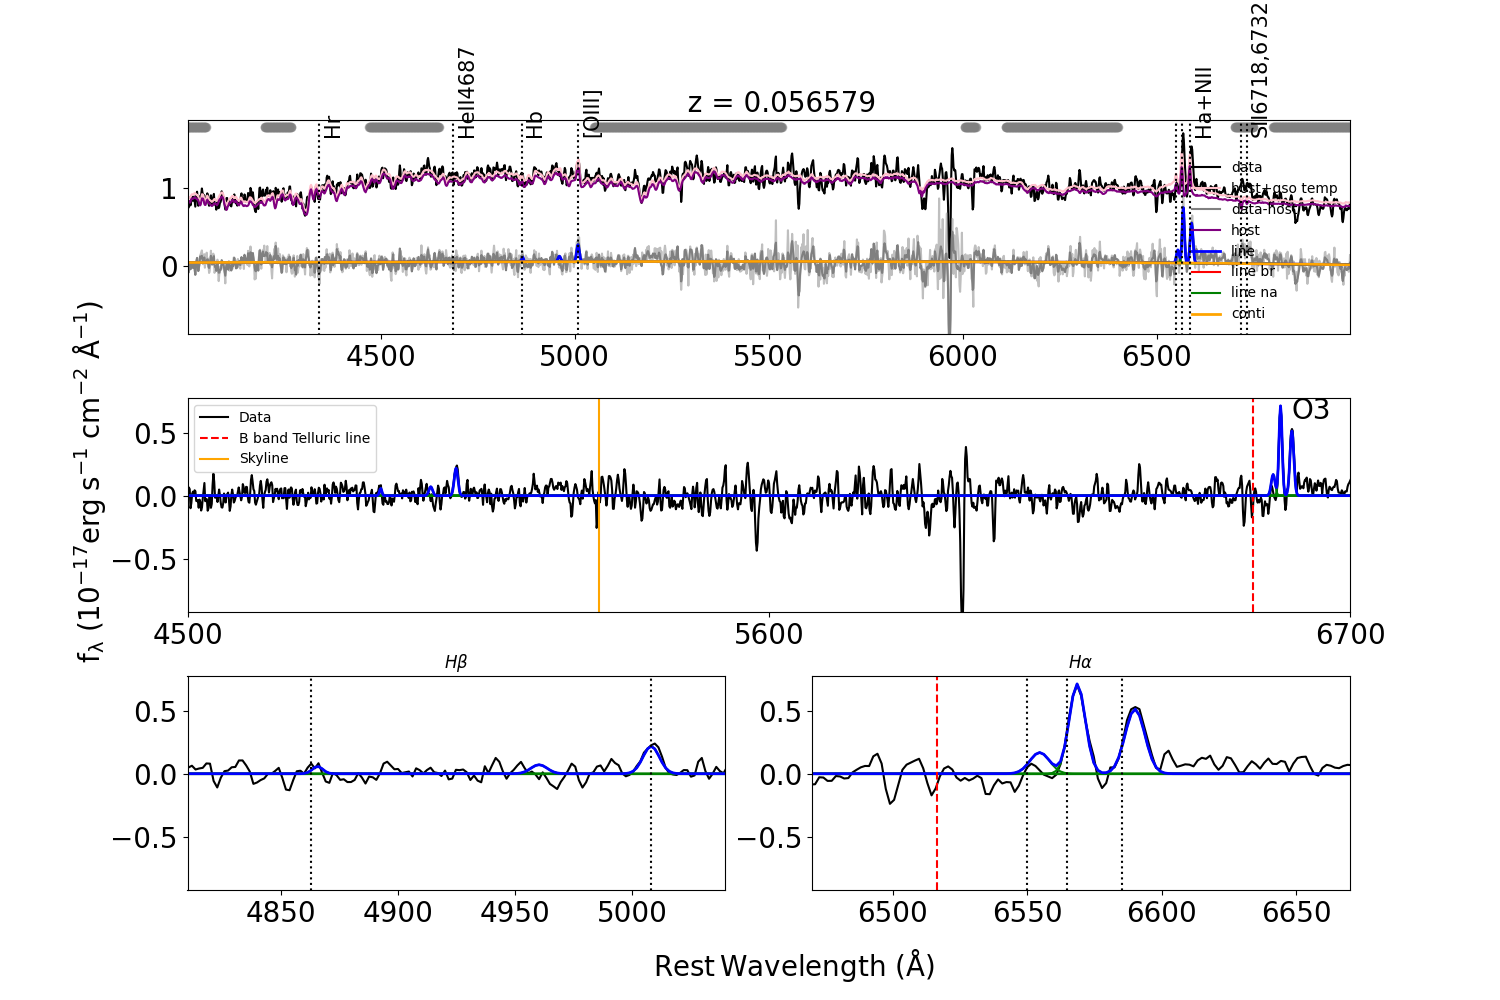 z = 0.056579
Hr
HeII4687
Hb
[OIII]
Ha+NII
SII6718,6732
data
host+qso temp
data-host
host
line
line br
line na
conti
1
0
4500
5000
5500
6000
6500
Data
B band Telluric line
Skyline
O3
0.5
0.0
−0.5
4500
5600
6700
fλ (10⁻¹⁷erg s⁻¹ cm⁻² Å⁻¹)
Hβ
0.5
0.0
−0.5
4850
4900
4950
5000
Hα
0.5
0.0
−0.5
6500
6550
6600
6650
Rest Wavelength (Å)